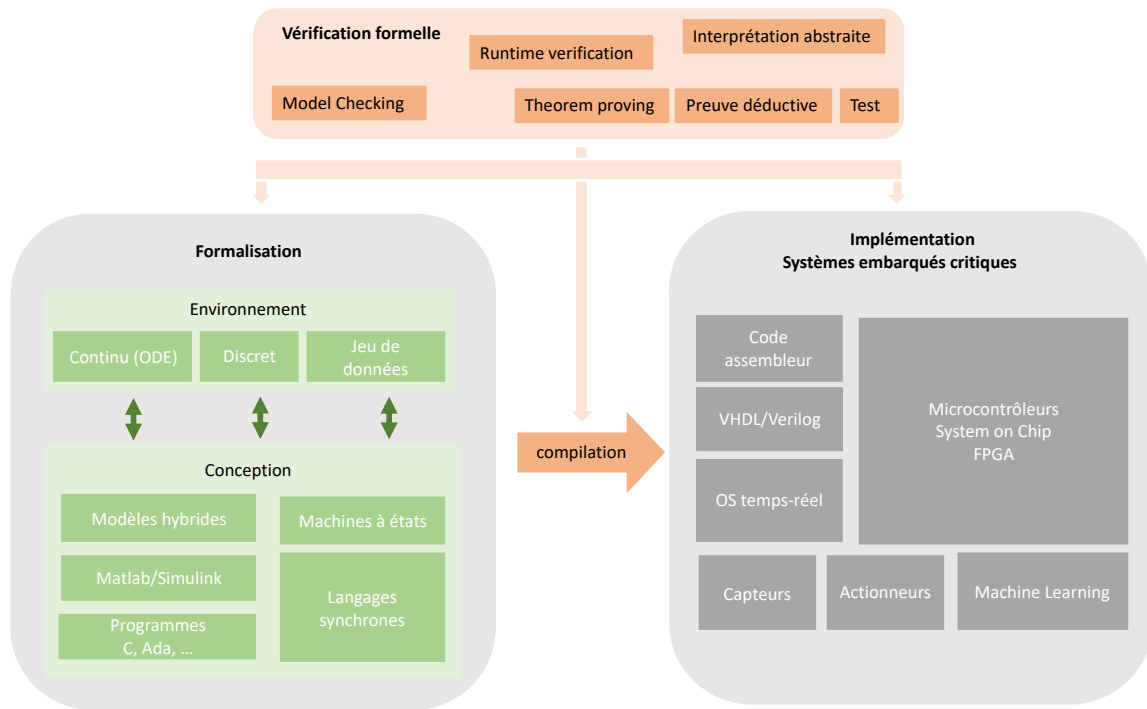 Vérification formelle
Interprétation abstraite
Runtime verification
Model Checking
Theorem proving
Preuve déductive
Test
Formalisation
Environnement
Continu (ODE)
Discret
Jeu de
données
Conception
Modèles hybrides
Machines à états
Matlab/Simulink
Langages
synchrones
Programmes
C, Ada, ...
compilation
Implémentation
Systèmes embarqués critiques
Code
assembleur
VHDL/Verilog
OS temps-réel
Microcontrôleurs
System on Chip
FPGA
Capteurs
Actionneurs
Machine Learning